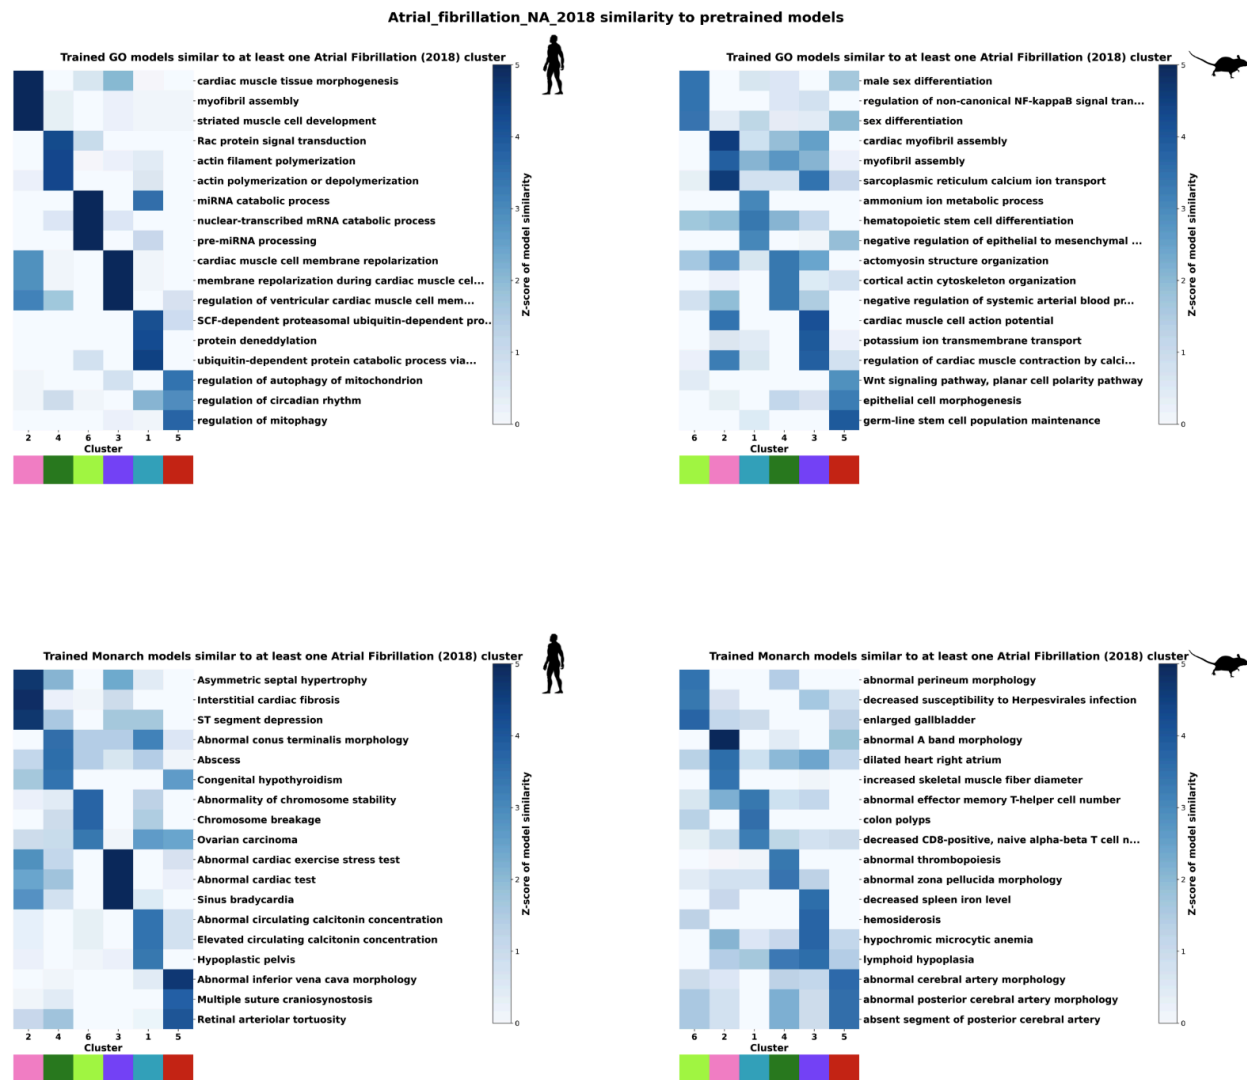 Atrial_fibrillation_NA_2018 similarity to pretrained models
Trained GO models similar to at least one Atrial Fibrillation (2018) cluster
cardiac muscle tissue morphogenesis
myofibril assembly
striated muscle cell development
Rac protein signal transduction
actin filament polymerization
actin polymerization or depolymerization
miRNA catabolic process
nuclear-transcribed mRNA catabolic process
pre-miRNA processing
cardiac muscle cell membrane repolarization
membrane repolarization during cardiac muscle cel...
regulation of ventricular cardiac muscle cell mem...
SCF-dependent proteasomal ubiquitin-dependent pro...
protein deneddylation
ubiquitin-dependent protein catabolic process via...
regulation of autophagy of mitochondrion
regulation of circadian rhythm
regulation of mitophagy
2 4 6 3 1 5
Cluster
5
4
3
2
1
0
Z-score of model similarity
Trained GO models similar to at least one Atrial Fibrillation (2018) cluster
male sex differentiation
regulation of non-canonical NF-kappaB signal tran...
sex differentiation
cardiac myofibril assembly
myofibril assembly
sarcoplasmic reticulum calcium ion transport
ammonium ion metabolic process
hematopoietic stem cell differentiation
negative regulation of epithelial to mesenchymal ...
actomyosin structure organization
cortical actin cytoskeleton organization
negative regulation of systemic arterial blood pr...
cardiac muscle cell action potential
potassium ion transmembrane transport
regulation of cardiac muscle contraction by calci...
Wnt signaling pathway, planar cell polarity pathway
epithelial cell morphogenesis
germ-line stem cell population maintenance
6 2 1 4 3 5
Cluster
5
4
3
2
1
0
Z-score of model similarity
Trained Monarch models similar to at least one Atrial Fibrillation (2018) cluster
Asymmetric septal hypertrophy
Interstitial cardiac fibrosis
ST segment depression
Abnormal conus terminalis morphology
Abscess
Congenital hypothyroidism
Abnormality of chromosome stability
Chromosome breakage
Ovarian carcinoma
Abnormal cardiac exercise stress test
Abnormal cardiac test
Sinus bradycardia
Abnormal circulating calcitonin concentration
Elevated circulating calcitonin concentration
Hypoplastic pelvis
Abnormal inferior vena cava morphology
Multiple suture craniosynostosis
Retinal arteriolar tortuosity
2 4 6 3 1 5
Cluster
5
4
3
2
1
0
Z-score of model similarity
Trained Monarch models similar to at least one Atrial Fibrillation (2018) cluster
abnormal perineum morphology
decreased susceptibility to Herpesvirales infection
enlarged gallbladder
abnormal A band morphology
dilated heart right atrium
increased skeletal muscle fiber diameter
abnormal effector memory T-helper cell number
colon polyps
decreased CD8-positive, naive alpha-beta T cell n...
abnormal thrombopoiesis
abnormal zona pellucida morphology
decreased spleen iron level
hemosiderosis
hypochromic microcytic anemia
lymphoid hypoplasia
abnormal cerebral artery morphology
abnormal posterior cerebral artery morphology
absent segment of posterior cerebral artery
6 2 1 4 3 5
Cluster
5
4
3
2
1
0
Z-score of model similarity